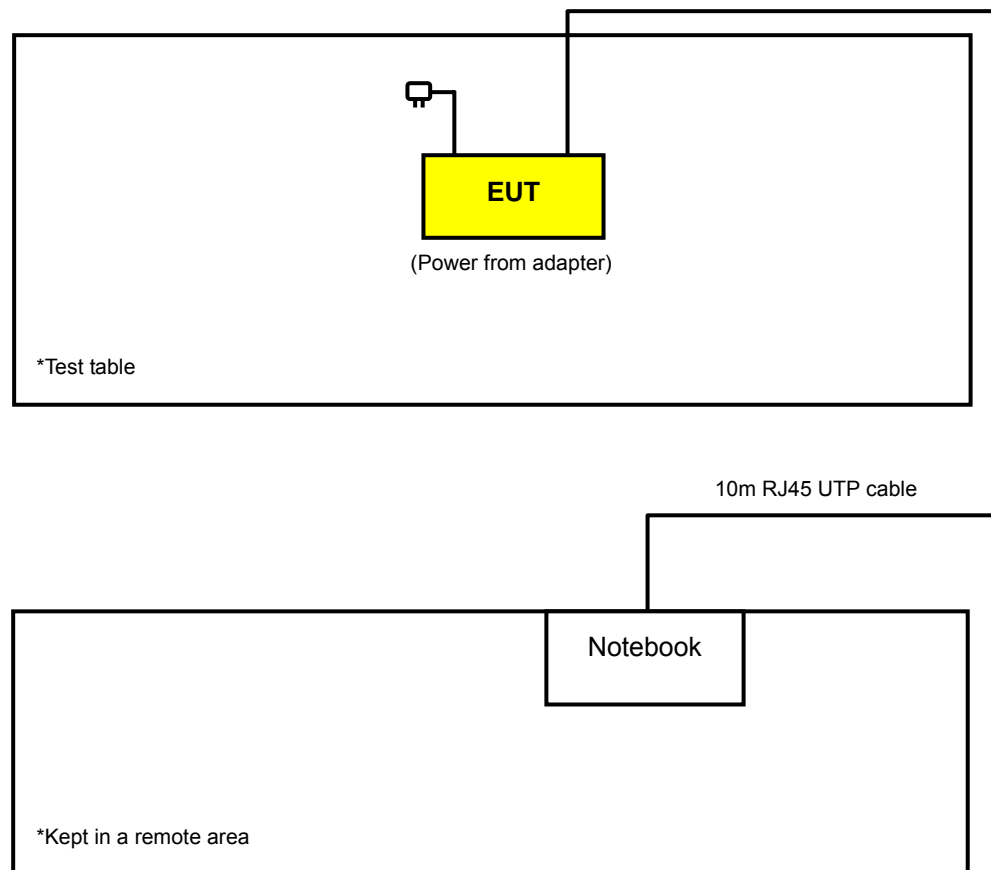 EUT
(Power from adapter)
*Test table
10m RJ45 UTP cable
Notebook
*Kept in a remote area